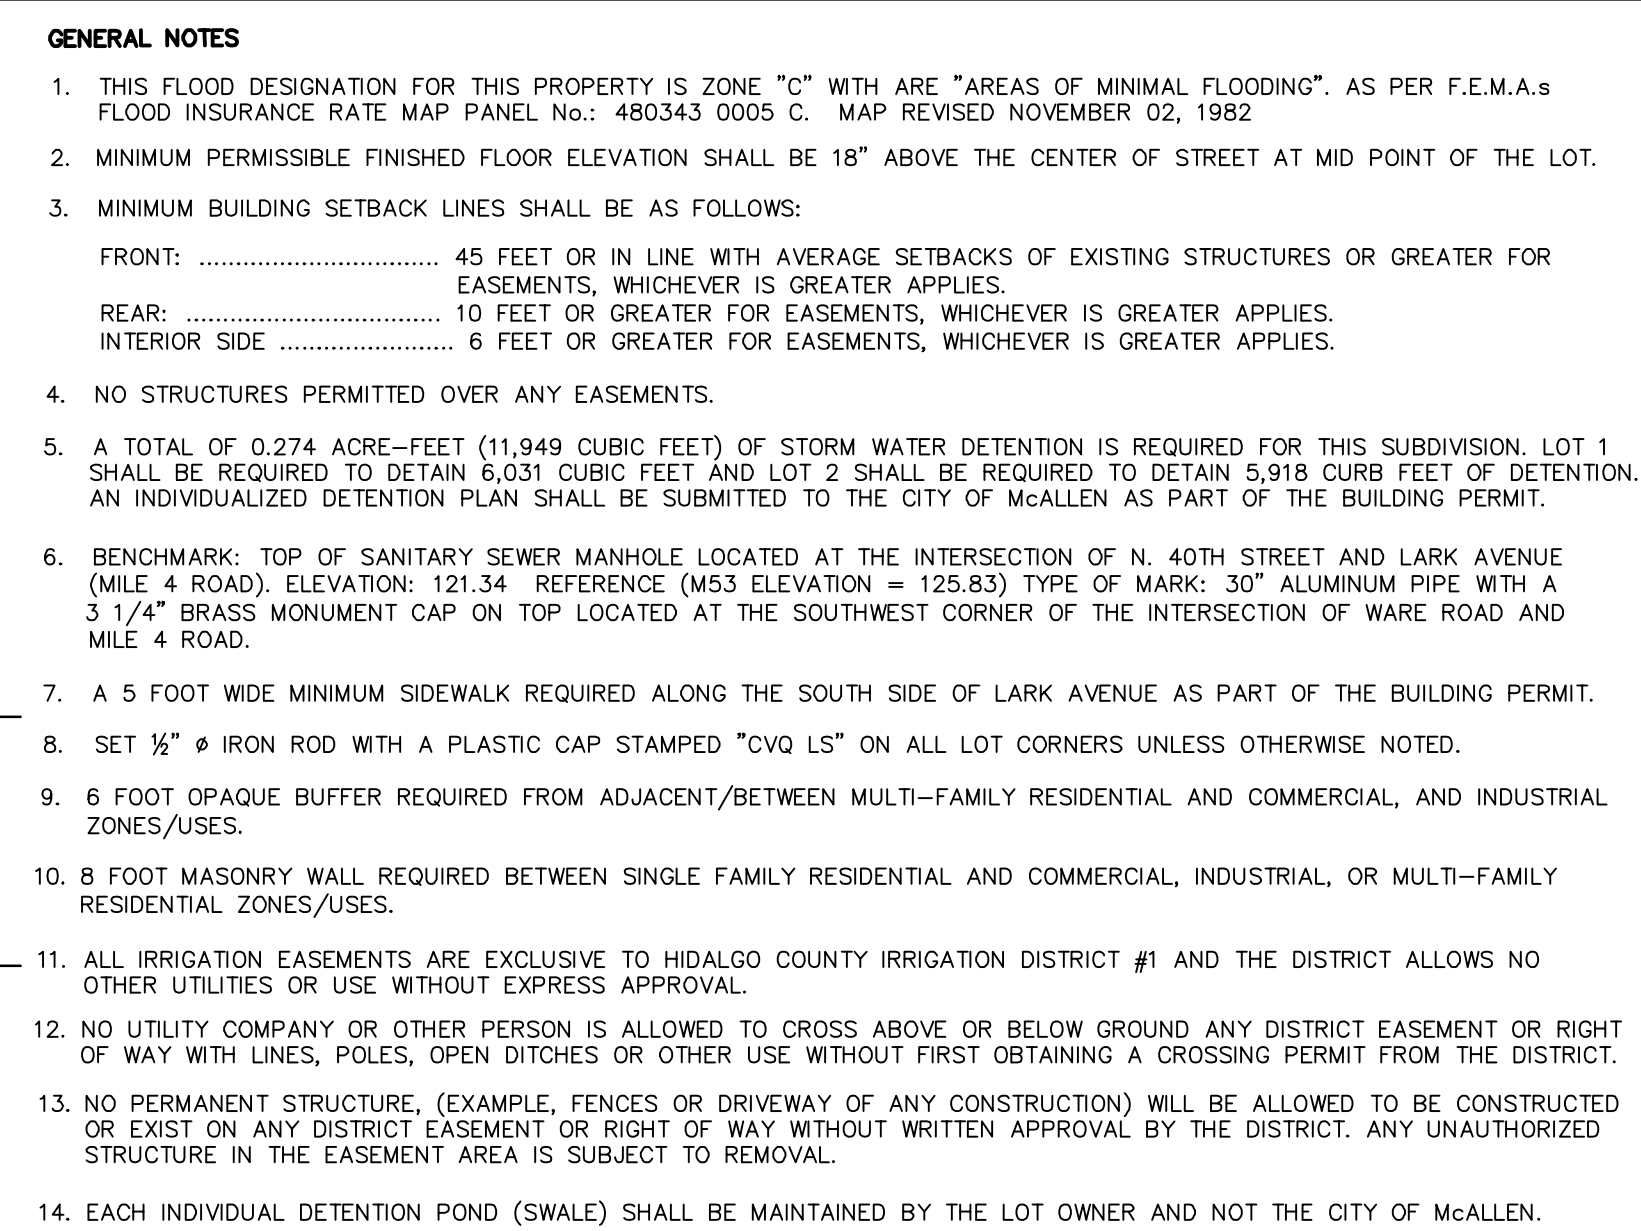 GENERAL NOTES
1. THIS FLOOD DESIGNATION FOR THIS PROPERTY IS ZONE "C" WITH ARE "AREAS OF MINIMAL FLOODING". AS PER F.E.M.A.s
FLOOD INSURANCE RATE MAP PANEL No.: 480343 0005 C. MAP REVISED NOVEMBER 02, 1982
2. MINIMUM PERMISSIBLE FINISHED FLOOR ELEVATION SHALL BE 18" ABOVE THE CENTER OF STREET AT MID POINT OF THE LOT.
3. MINIMUM BUILDING SETBACK LINES SHALL BE AS FOLLOWS:
FRONT: ................................. 45 FEET OR IN LINE WITH AVERAGE SETBACKS OF EXISTING STRUCTURES OR GREATER FOR
EASEMENTS, WHICHEVER IS GREATER APPLIES.
REAR: ................................... 10 FEET OR GREATER FOR EASEMENTS, WHICHEVER IS GREATER APPLIES.
INTERIOR SIDE ........................ 6 FEET OR GREATER FOR EASEMENTS, WHICHEVER IS GREATER APPLIES.
4. NO STRUCTURES PERMITTED OVER ANY EASEMENTS.
5. A TOTAL OF 0.274 ACRE-FEET (11,949 CUBIC FEET) OF STORM WATER DETENTION IS REQUIRED FOR THIS SUBDIVISION. LOT 1
SHALL BE REQUIRED TO DETAIN 6,031 CUBIC FEET AND LOT 2 SHALL BE REQUIRED TO DETAIN 5,918 CURB FEET OF DETENTION.
AN INDIVIDUALIZED DETENTION PLAN SHALL BE SUBMITTED TO THE CITY OF McALLEN AS PART OF THE BUILDING PERMIT.
6. BENCHMARK: TOP OF SANITARY SEWER MANHOLE LOCATED AT THE INTERSECTION OF N. 40TH STREET AND LARK AVENUE
(MILE 4 ROAD). ELEVATION: 121.34 REFERENCE (M53 ELEVATION = 125.83) TYPE OF MARK: 30" ALUMINUM PIPE WITH A
3 1/4" BRASS MONUMENT CAP ON TOP LOCATED AT THE SOUTHWEST CORNER OF THE INTERSECTION OF WARE ROAD AND
MILE 4 ROAD.
7. A 5 FOOT WIDE MINIMUM SIDEWALK REQUIRED ALONG THE SOUTH SIDE OF LARK AVENUE AS PART OF THE BUILDING PERMIT.
8. SET ½" ø IRON ROD WITH A PLASTIC CAP STAMPED "CVQ LS" ON ALL LOT CORNERS UNLESS OTHERWISE NOTED.
9. 6 FOOT OPAQUE BUFFER REQUIRED FROM ADJACENT/BETWEEN MULTI-FAMILY RESIDENTIAL AND COMMERCIAL, AND INDUSTRIAL
ZONES/USES.
10. 8 FOOT MASONRY WALL REQUIRED BETWEEN SINGLE FAMILY RESIDENTIAL AND COMMERCIAL, INDUSTRIAL, OR MULTI-FAMILY
RESIDENTIAL ZONES/USES.
11. ALL IRRIGATION EASEMENTS ARE EXCLUSIVE TO HIDALGO COUNTY IRRIGATION DISTRICT #1 AND THE DISTRICT ALLOWS NO
OTHER UTILITIES OR USE WITHOUT EXPRESS APPROVAL.
12. NO UTILITY COMPANY OR OTHER PERSON IS ALLOWED TO CROSS ABOVE OR BELOW GROUND ANY DISTRICT EASEMENT OR RIGHT
OF WAY WITH LINES, POLES, OPEN DITCHES OR OTHER USE WITHOUT FIRST OBTAINING A CROSSING PERMIT FROM THE DISTRICT.
13. NO PERMANENT STRUCTURE, (EXAMPLE, FENCES OR DRIVEWAY OF ANY CONSTRUCTION) WILL BE ALLOWED TO BE CONSTRUCTED
OR EXIST ON ANY DISTRICT EASEMENT OR RIGHT OF WAY WITHOUT WRITTEN APPROVAL BY THE DISTRICT. ANY UNAUTHORIZED
STRUCTURE IN THE EASEMENT AREA IS SUBJECT TO REMOVAL.
14. EACH INDIVIDUAL DETENTION POND (SWALE) SHALL BE MAINTAINED BY THE LOT OWNER AND NOT THE CITY OF McALLEN.